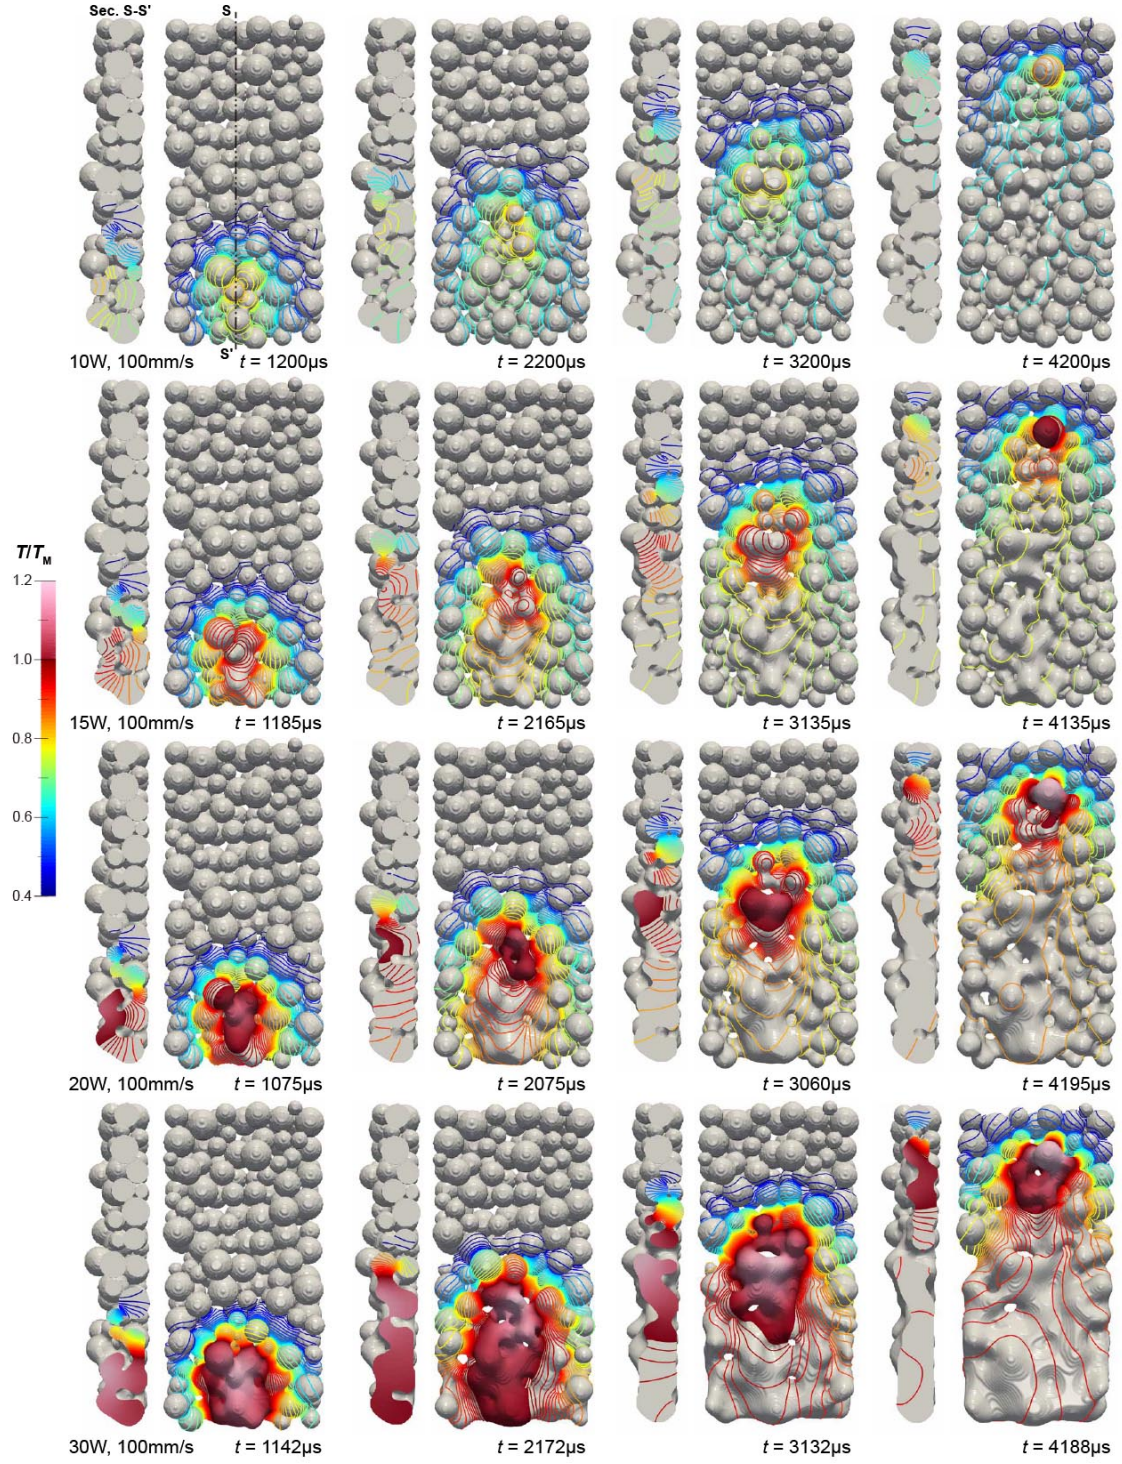 Sec. S-S' S
S'
10W, 100mm/s t = 1200µs t = 2200µs t = 3200µs t = 4200µs
15W, 100mm/s t = 1185µs t = 2165µs t = 3135µs t = 4135µs
T/T_M
1.2
1.0
0.8
0.6
0.4
20W, 100mm/s t = 1075µs t = 2075µs t = 3060µs t = 4195µs
30W, 100mm/s t = 1142µs t = 2172µs t = 3132µs t = 4188µs